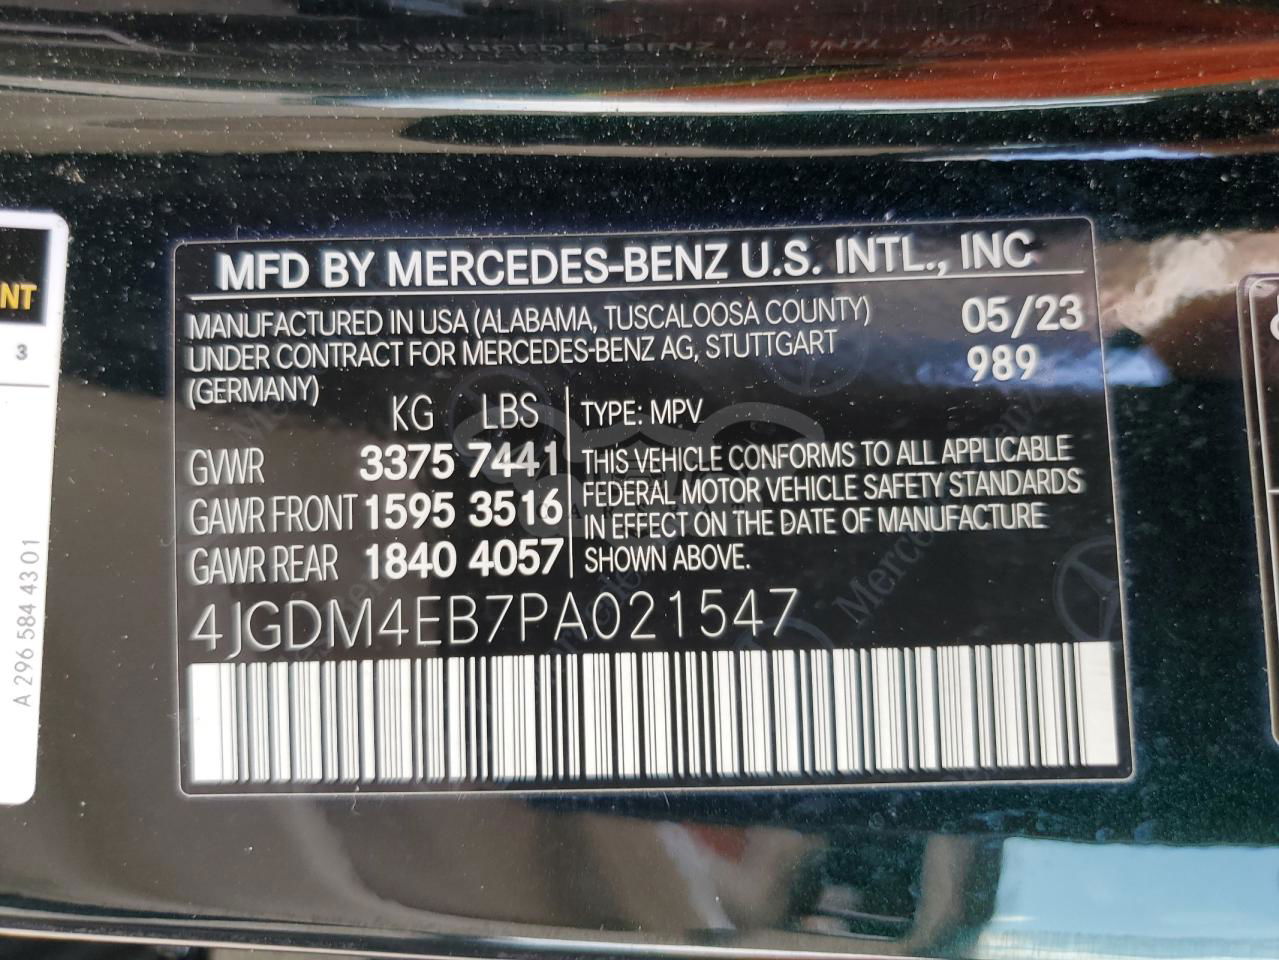 MFD BY MERCEDES-BENZ U.S. INTL., INC
MANUFACTURED IN USA (ALABAMA, TUSCALOOSA COUNTY) 05/23
UNDER CONTRACT FOR MERCEDES-BENZ AG, STUTTGART 989
(GERMANY)
KG LBS
GVWR 3375 7441
GAWR FRONT 1595 3516
GAWR REAR 1840 4057
TYPE: MPV
THIS VEHICLE CONFORMS TO ALL APPLICABLE
FEDERAL MOTOR VEHICLE SAFETY STANDARDS
IN EFFECT ON THE DATE OF MANUFACTURE
SHOWN ABOVE.
4JGDM4EB7PA021547
NT
3
A 296 584 43 01